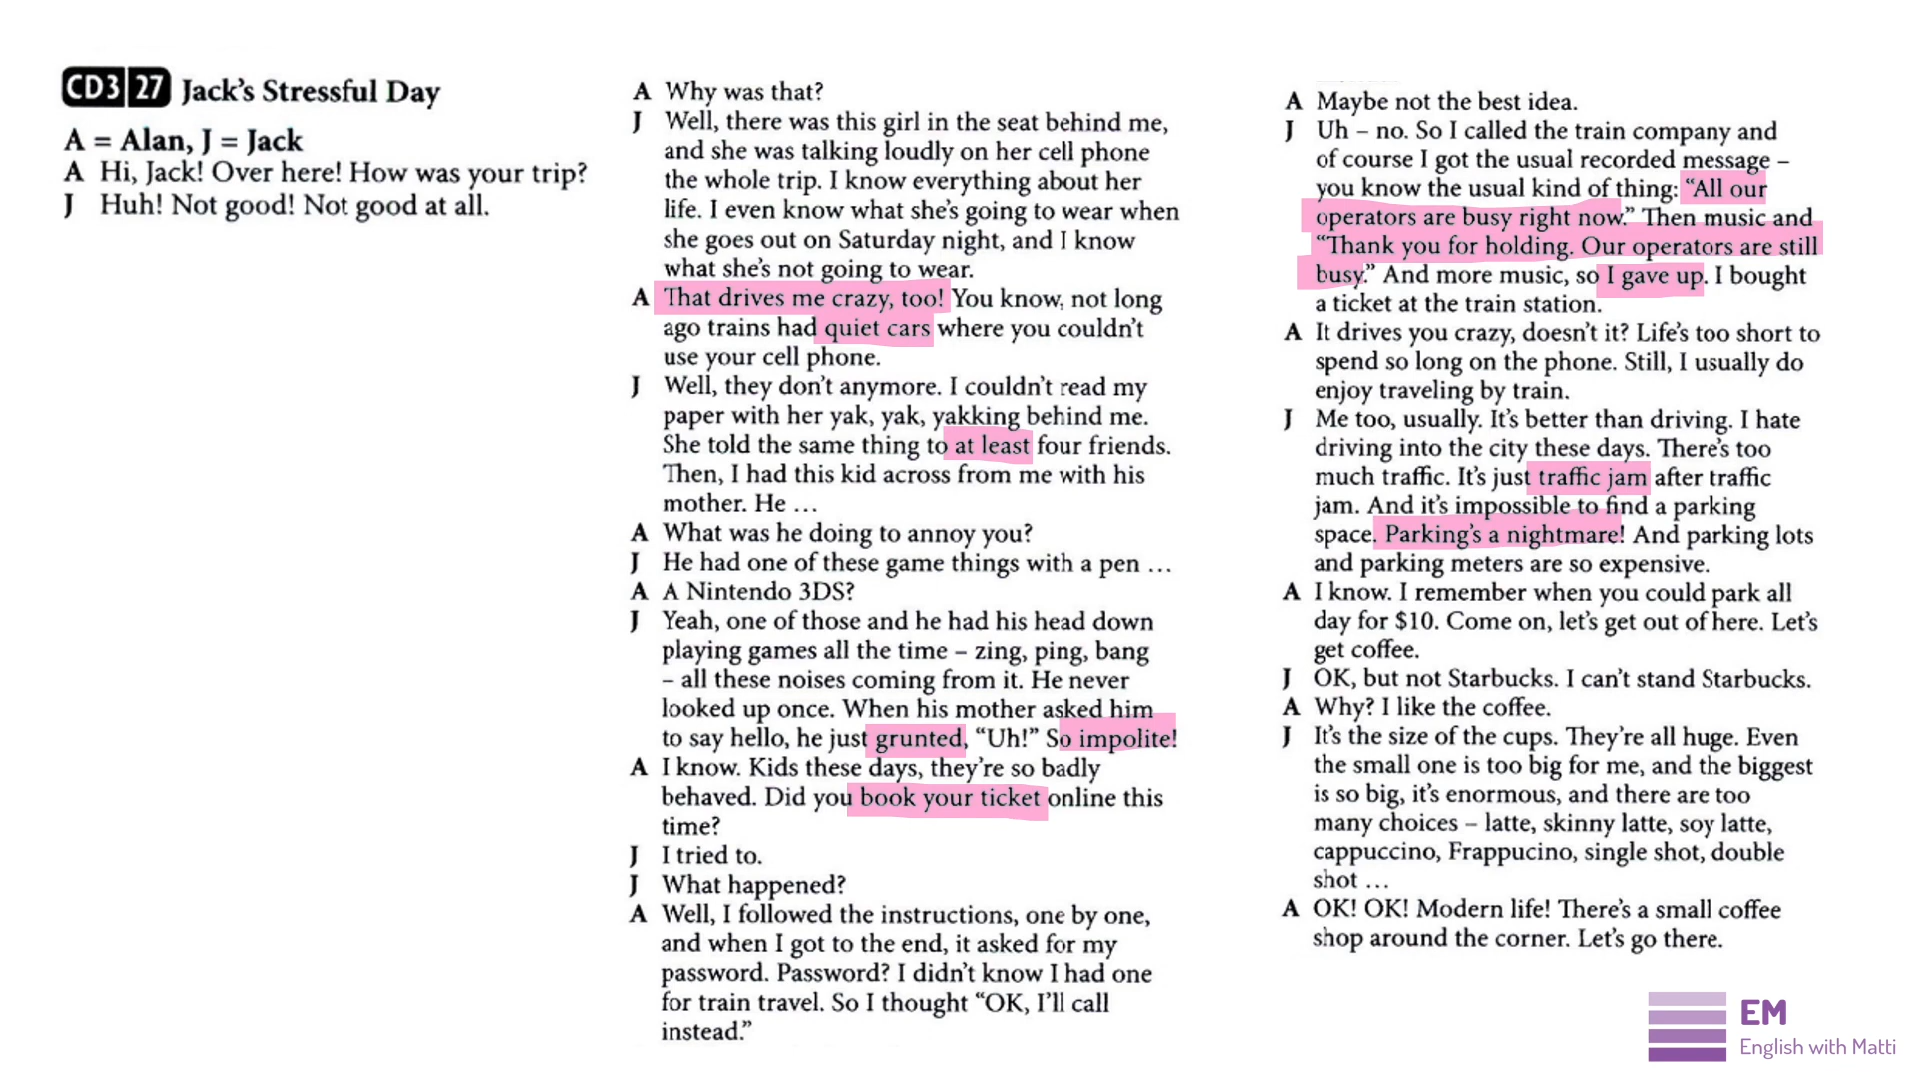 CD3 27 Jack's Stressful Day
A = Alan, J = Jack
A Hi, Jack! Over here! How was your trip?
J Huh! Not good! Not good at all.
A Why was that?
J Well, there was this girl in the seat behind me,
and she was talking loudly on her cell phone
the whole trip. I know everything about her
life. I even know what she's going to wear when
she goes out on Saturday night, and I know
what she's not going to wear.
A That drives me crazy, too! You know, not long
ago trains had quiet cars where you couldn't
use your cell phone.
J Well, they don't anymore. I couldn't read my
paper with her yak, yak, yakking behind me.
She told the same thing to at least four friends.
Then, I had this kid across from me with his
mother. He …
A What was he doing to annoy you?
J He had one of these game things with a pen …
A A Nintendo 3DS?
J Yeah, one of those and he had his head down
playing games all the time – zing, ping, bang
– all these noises coming from it. He never
looked up once. When his mother asked him
to say hello, he just grunted, "Uh!" So impolite!
A I know. Kids these days, they're so badly
behaved. Did you book your ticket online this
time?
J I tried to.
J What happened?
A Well, I followed the instructions, one by one,
and when I got to the end, it asked for my
password. Password? I didn't know I had one
for train travel. So I thought "OK, I'll call
instead."
A Maybe not the best idea.
J Uh – no. So I called the train company and
of course I got the usual recorded message –
you know the usual kind of thing: "All our
operators are busy right now." Then music and
"Thank you for holding. Our operators are still
busy." And more music, so I gave up. I bought
a ticket at the train station.
A It drives you crazy, doesn't it? Life's too short to
spend so long on the phone. Still, I usually do
enjoy traveling by train.
J Me too, usually. It's better than driving. I hate
driving into the city these days. There's too
much traffic. It's just traffic jam after traffic
jam. And it's impossible to find a parking
space. Parking's a nightmare! And parking lots
and parking meters are so expensive.
A I know. I remember when you could park all
day for $10. Come on, let's get out of here. Let's
get coffee.
J OK, but not Starbucks. I can't stand Starbucks.
A Why? I like the coffee.
J It's the size of the cups. They're all huge. Even
the small one is too big for me, and the biggest
is so big, it's enormous, and there are too
many choices – latte, skinny latte, soy latte,
cappuccino, Frappucino, single shot, double
shot …
A OK! OK! Modern life! There's a small coffee
shop around the corner. Let's go there.
EM
English with Matti